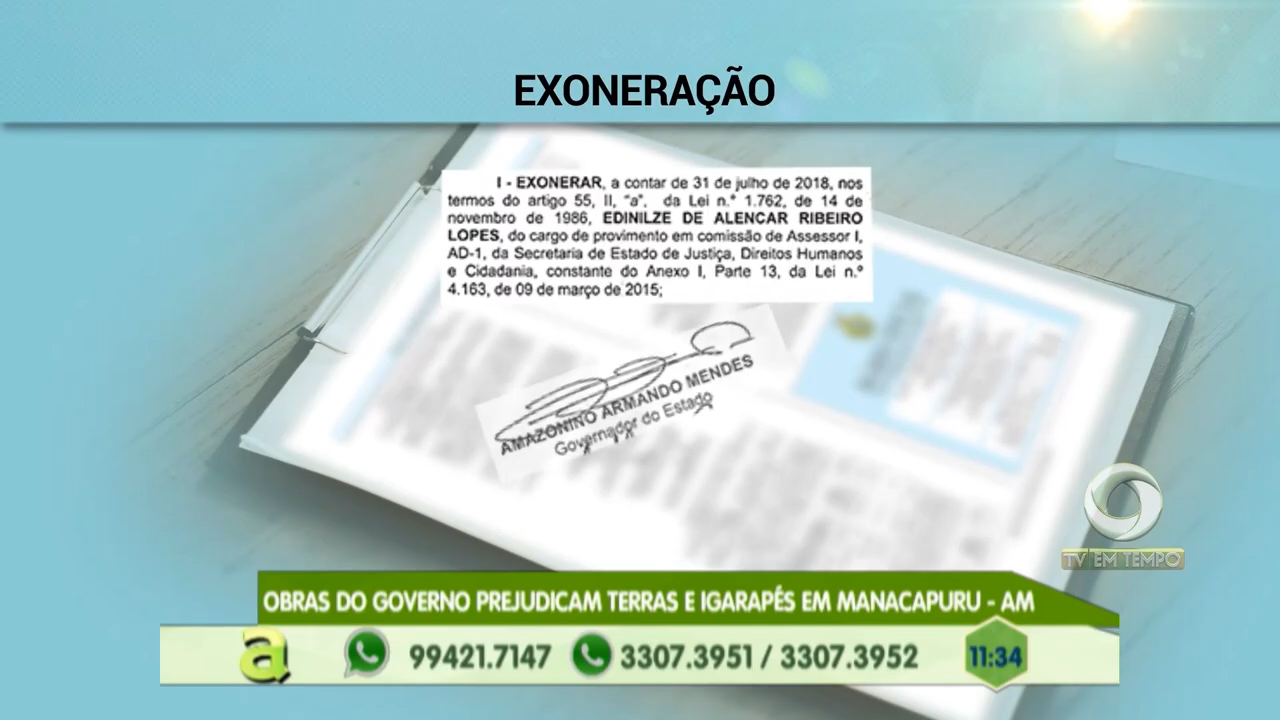 EXONERAÇÃO
I - EXONERAR, a contar de 31 de julho de 2018, nos
termos do artigo 55, II, "a", da Lei n.º 1.762, de 14 de
novembro de 1986, EDINILZE DE ALENCAR RIBEIRO
LOPES, do cargo de provimento em comissão de Assessor I,
AD-1, da Secretaria de Estado de Justiça, Direitos Humanos
e Cidadania, constante do Anexo I, Parte 13, da Lei n.º
4.163, de 09 de março de 2015;
AMAZONINO ARMANDO MENDES
Governador do Estado
TV EM TEMPO
OBRAS DO GOVERNO PREJUDICAM TERRAS E IGARAPÉS EM MANACAPURU - AM
a 99421.7147 3307.3951 / 3307.3952 11:34